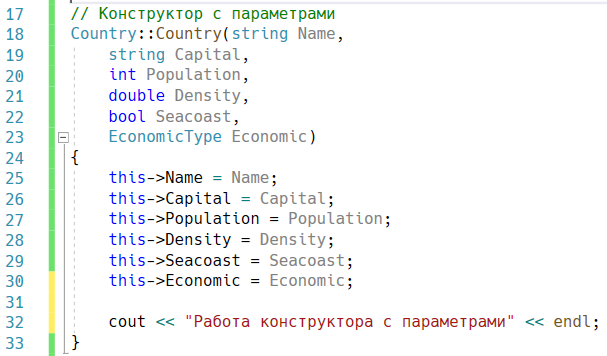 17 // Конструктор с параметрами
18 Country::Country(string Name,
19 string Capital,
20 int Population,
21 double Density,
22 bool Seacoast,
23 EconomicType Economic)
24 {
25 this->Name = Name;
26 this->Capital = Capital;
27 this->Population = Population;
28 this->Density = Density;
29 this->Seacoast = Seacoast;
30 this->Economic = Economic;
31
32 cout << "Работа конструктора с параметрами" << endl;
33 }